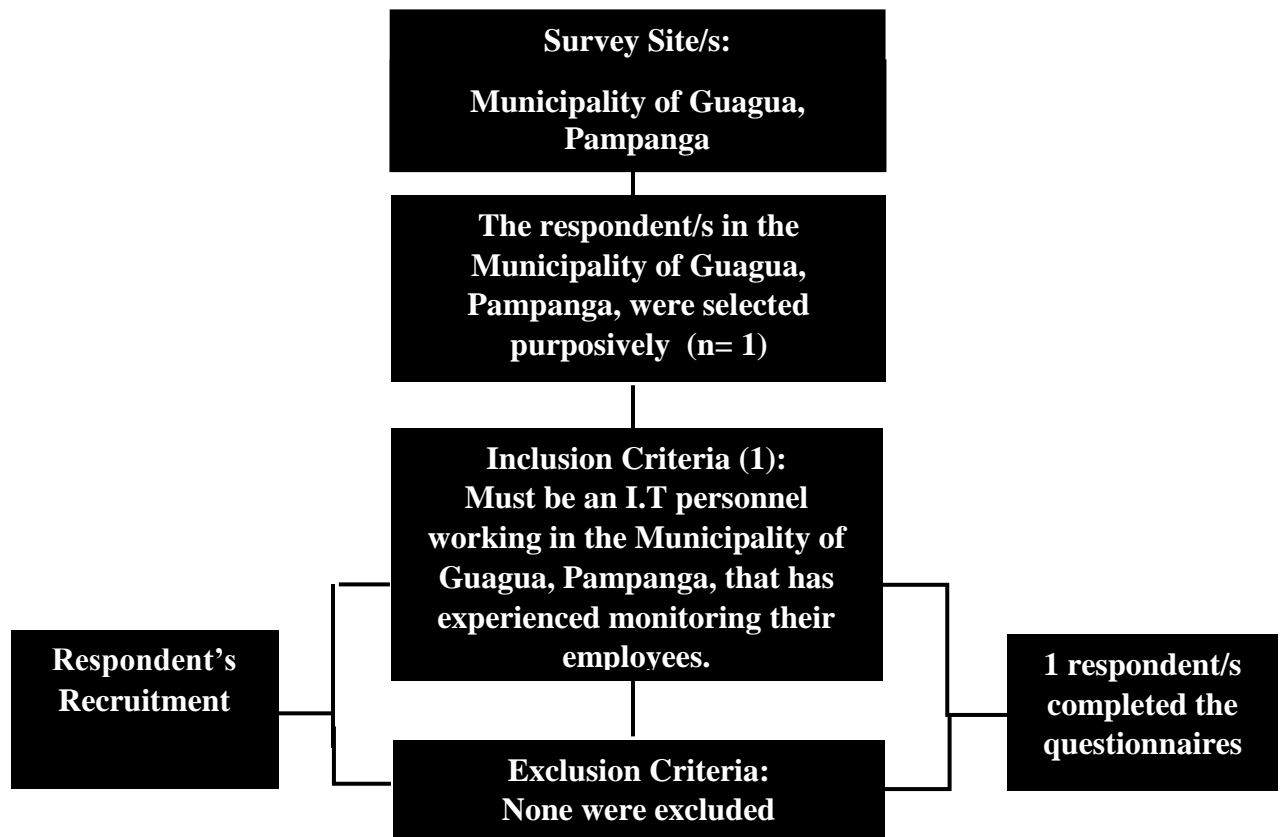 Survey Site/s:
Municipality of Guagua,
Pampanga
The respondent/s in the
Municipality of Guagua,
Pampanga, were selected
purposively (n= 1)
Inclusion Criteria (1):
Must be an I.T personnel
working in the Municipality of
Guagua, Pampanga, that has
experienced monitoring their
employees.
Respondent’s
Recruitment
1 respondent/s
completed the
questionnaires
Exclusion Criteria:
None were excluded